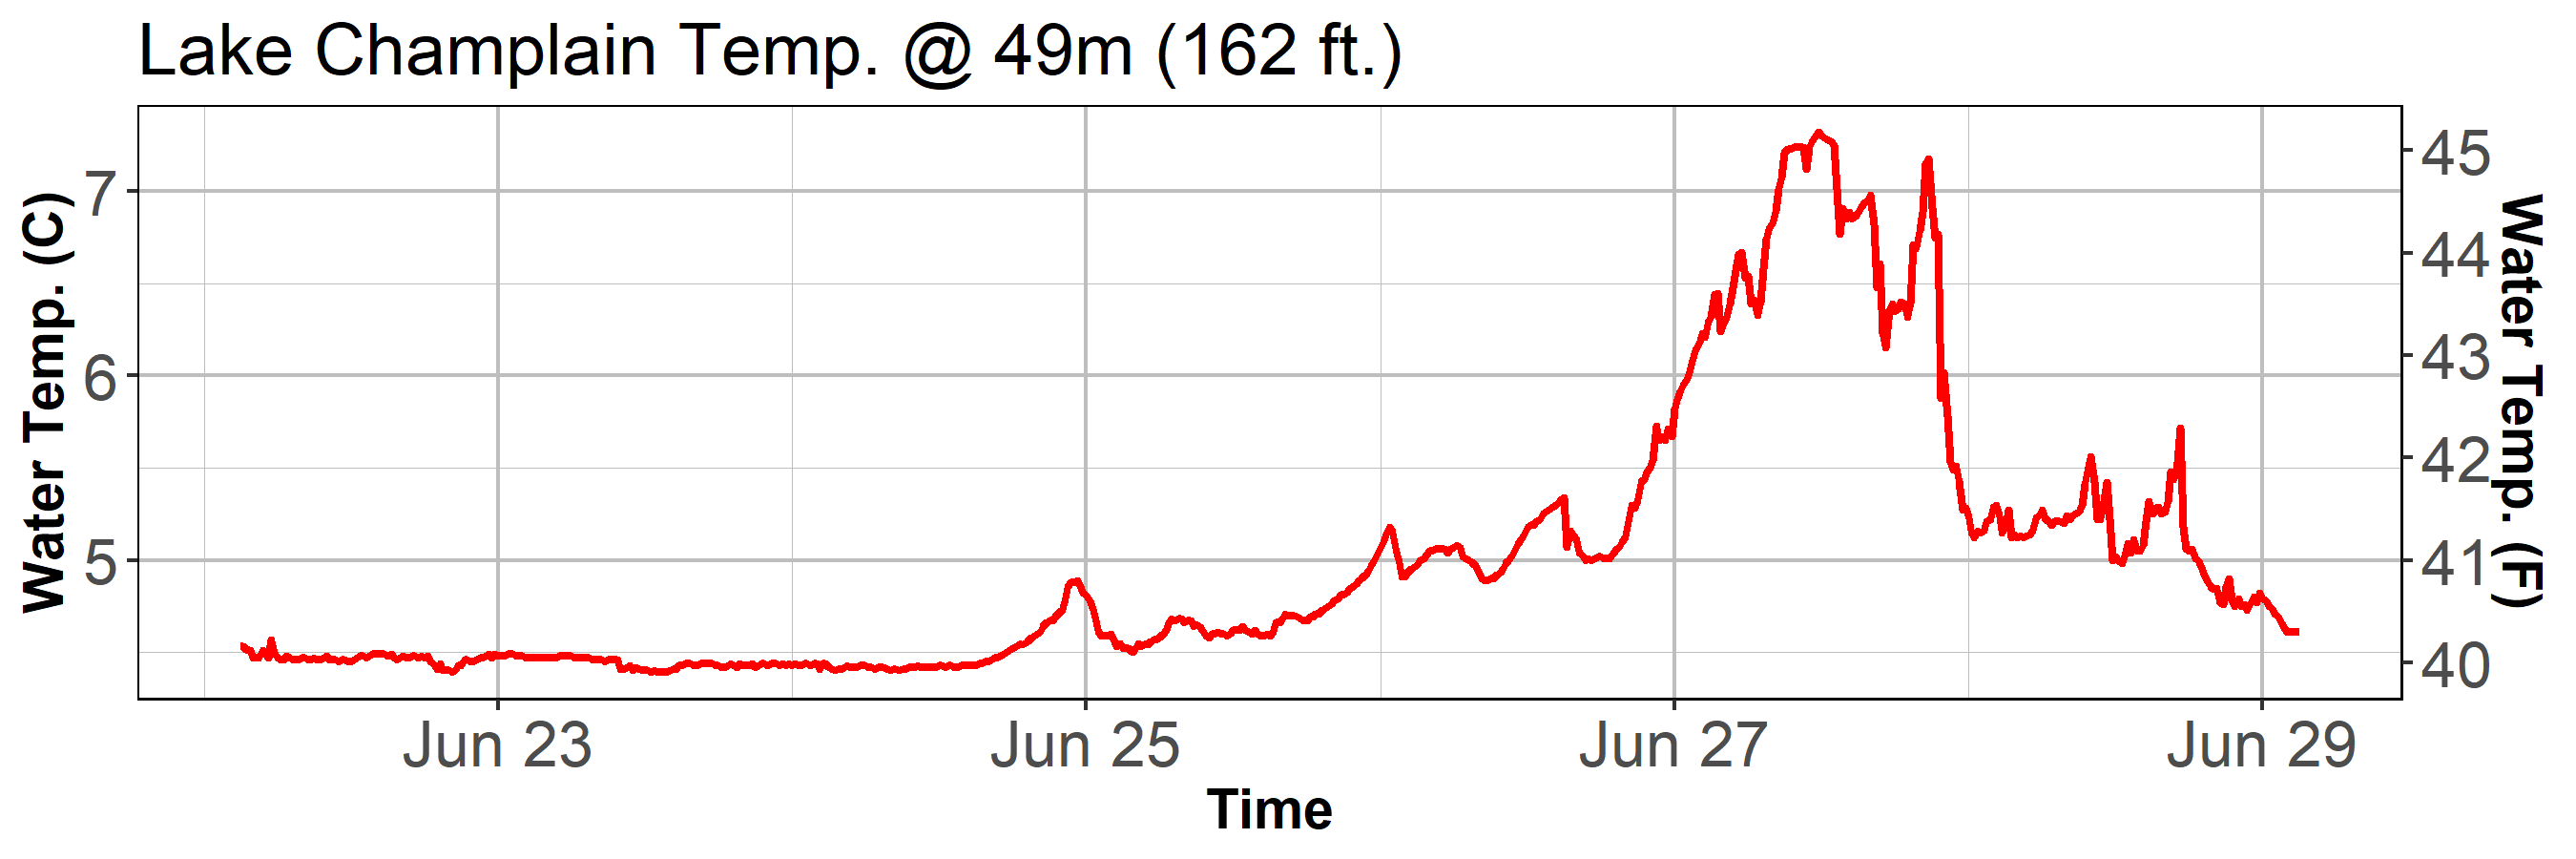 Lake Champlain Temp. @ 49m (162 ft.)
Water Temp. (C)
7
6
5
45
44
43
42
41
40
Water Temp. (F)
Jun 23
Jun 25
Jun 27
Jun 29
Time